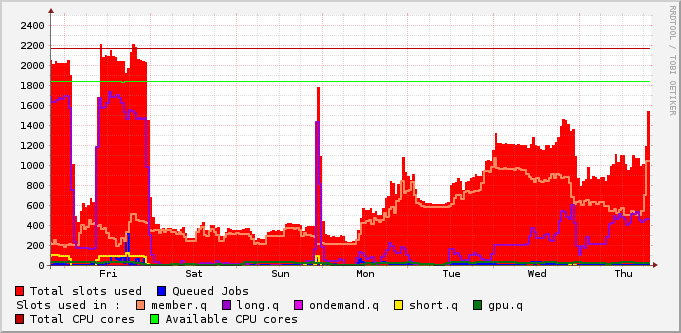 RRDTOOL / TOBI OETIKER
2400
2200
2000
1800
1600
1400
1200
1000
800
600
400
200
0
Fri Sat Sun Mon Tue Wed Thu
Total slots used Queued Jobs
Slots used in : member.q long.q ondemand.q short.q gpu.q
Total CPU cores Available CPU cores